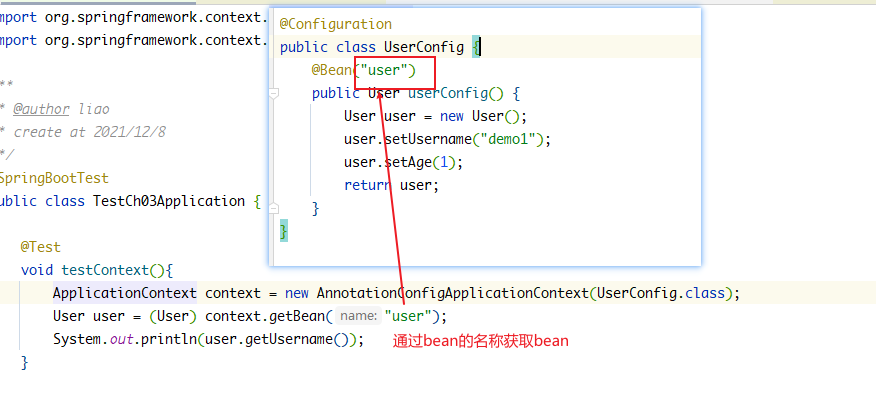 mport org.springframework.context.
mport org.springframework.context.
**
* @author liao
* create at 2021/12/8
*/
SpringBootTest
ublic class TestCh03Application {
@Test
void testContext(){
ApplicationContext context = new AnnotationConfigApplicationContext(UserConfig.class);
User user = (User) context.getBean( name: "user");
System.out.println(user.getUsername());
}
@Configuration
public class UserConfig {
@Bean("user")
public User userConfig() {
User user = new User();
user.setUsername("demo1");
user.setAge(1);
return user;
}
}
通过bean的名称获取bean